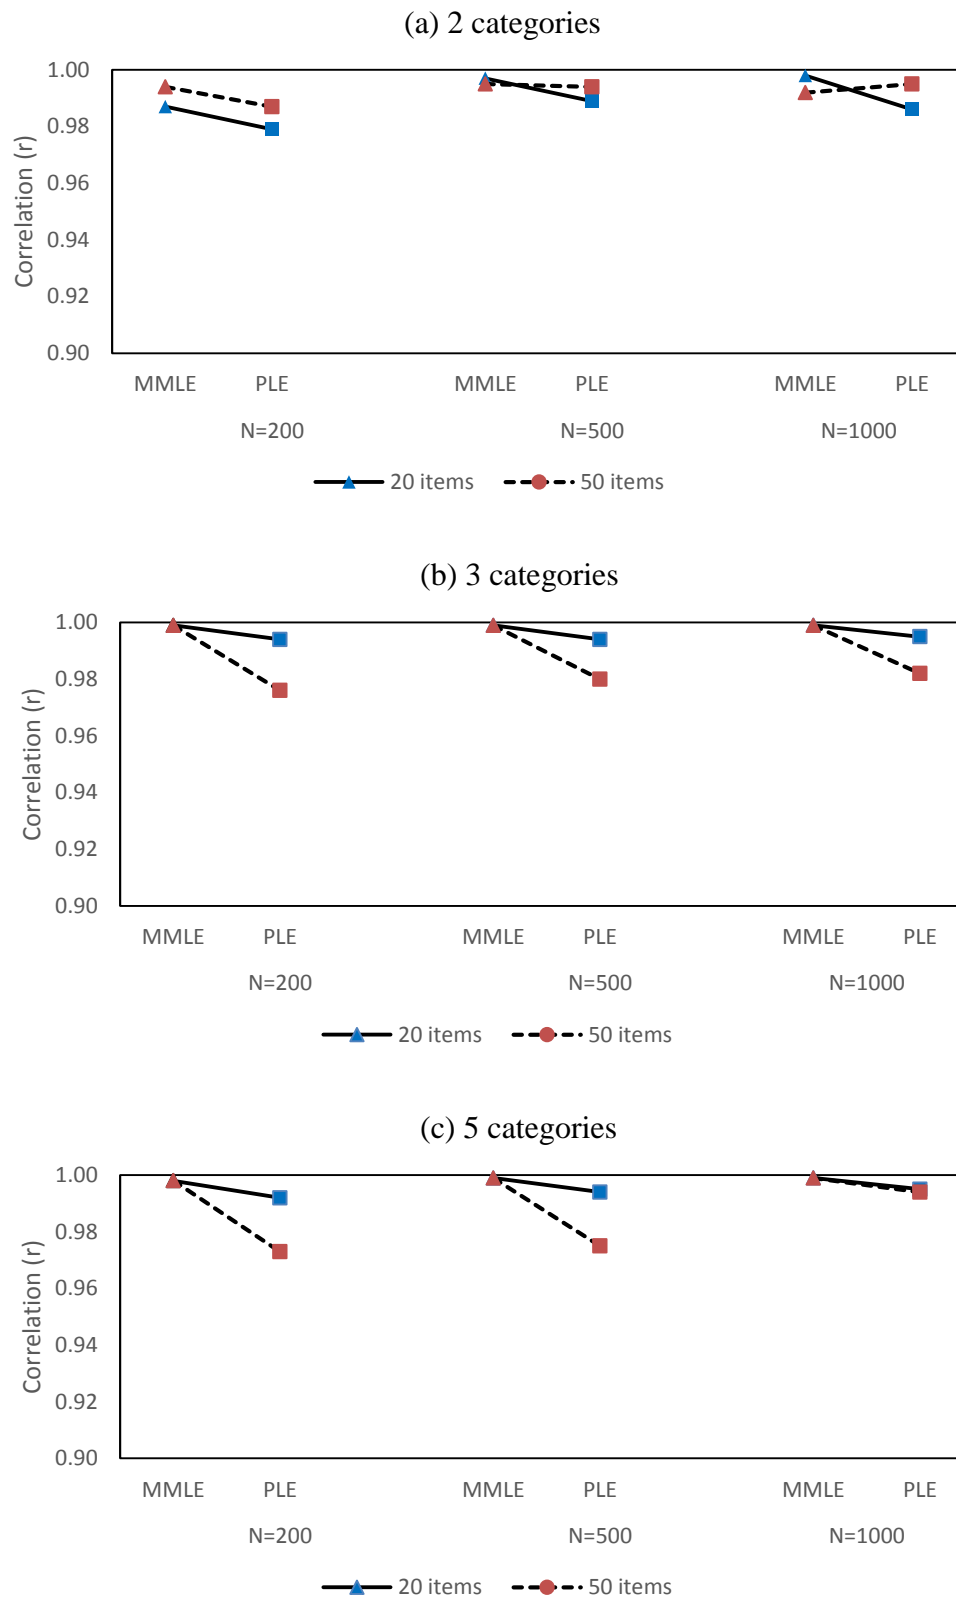 (a) 2 categories
1.00
0.98
0.96
0.94
0.92
0.90
Correlation (r)
MMLE PLE MMLE PLE MMLE PLE
N=200 N=500 N=1000
20 items 50 items
(b) 3 categories
1.00
0.98
0.96
0.94
0.92
0.90
Correlation (r)
MMLE PLE MMLE PLE MMLE PLE
N=200 N=500 N=1000
20 items 50 items
(c) 5 categories
1.00
0.98
0.96
0.94
0.92
0.90
Correlation (r)
MMLE PLE MMLE PLE MMLE PLE
N=200 N=500 N=1000
20 items 50 items